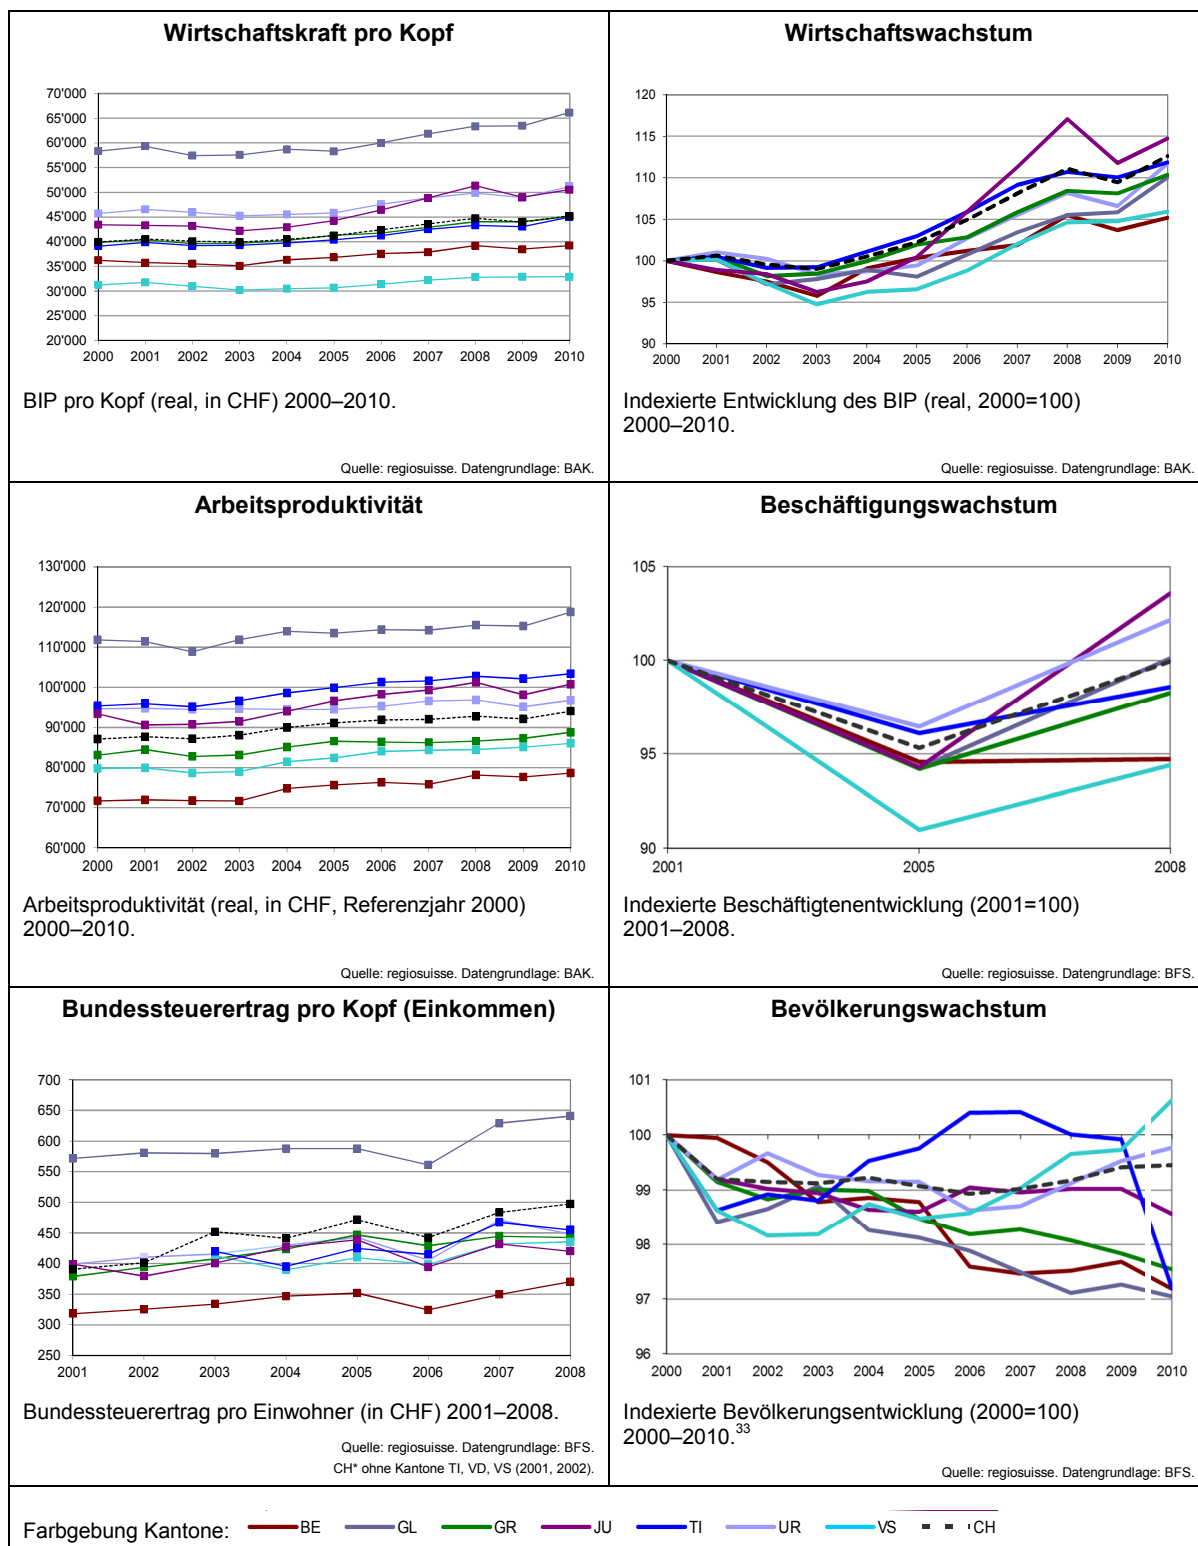 Wirtschaftskraft pro Kopf
70'000
65'000
60'000
55'000
50'000
45'000
40'000
35'000
30'000
25'000
20'000
2000 2001 2002 2003 2004 2005 2006 2007 2008 2009 2010
BIP pro Kopf (real, in CHF) 2000–2010.
Quelle: regiosuisse. Datengrundlage: BAK.
Wirtschaftswachstum
120
115
110
105
100
95
90
2000 2001 2002 2003 2004 2005 2006 2007 2008 2009 2010
Indexierte Entwicklung des BIP (real, 2000=100)
2000–2010.
Quelle: regiosuisse. Datengrundlage: BAK.
Arbeitsproduktivität
130'000
120'000
110'000
100'000
90'000
80'000
70'000
60'000
2000 2001 2002 2003 2004 2005 2006 2007 2008 2009 2010
Arbeitsproduktivität (real, in CHF, Referenzjahr 2000)
2000–2010.
Quelle: regiosuisse. Datengrundlage: BAK.
Beschäftigungswachstum
105
100
95
90
2001 2005 2008
Indexierte Beschäftigtenentwicklung (2001=100)
2001–2008.
Quelle: regiosuisse. Datengrundlage: BFS.
Bundessteuerertrag pro Kopf (Einkommen)
700
650
600
550
500
450
400
350
300
250
2001 2002 2003 2004 2005 2006 2007 2008
Bundessteuerertrag pro Einwohner (in CHF) 2001–2008.
Quelle: regiosuisse. Datengrundlage: BFS.
CH* ohne Kantone TI, VD, VS (2001, 2002).
Bevölkerungswachstum
101
100
99
98
97
96
2000 2001 2002 2003 2004 2005 2006 2007 2008 2009 2010
Indexierte Bevölkerungsentwicklung (2000=100)
2000–2010.33
Quelle: regiosuisse. Datengrundlage: BFS.
Farbgebung Kantone: BE GL GR JU TI UR VS CH